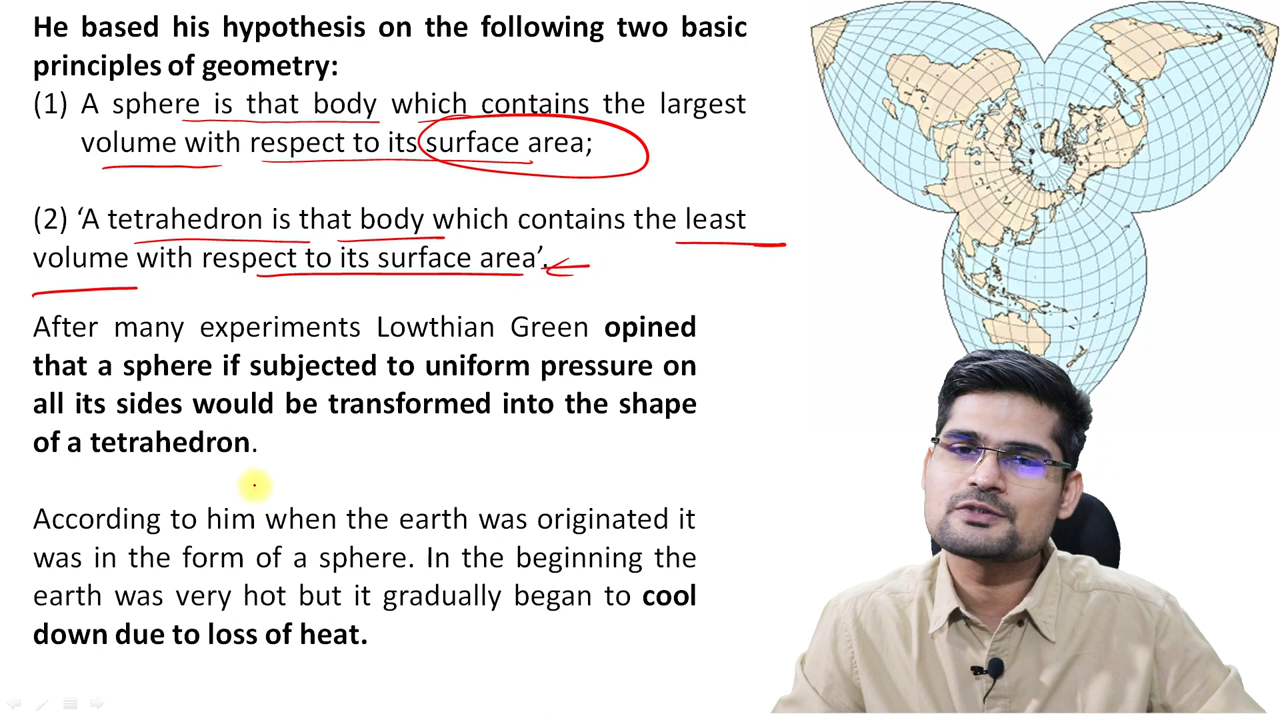 He based his hypothesis on the following two basic
principles of geometry:
(1) A sphere is that body which contains the largest
volume with respect to its surface area;
(2) ‘A tetrahedron is that body which contains the least
volume with respect to its surface area’.
After many experiments Lowthian Green opined
that a sphere if subjected to uniform pressure on
all its sides would be transformed into the shape
of a tetrahedron.
According to him when the earth was originated it
was in the form of a sphere. In the beginning the
earth was very hot but it gradually began to cool
down due to loss of heat.